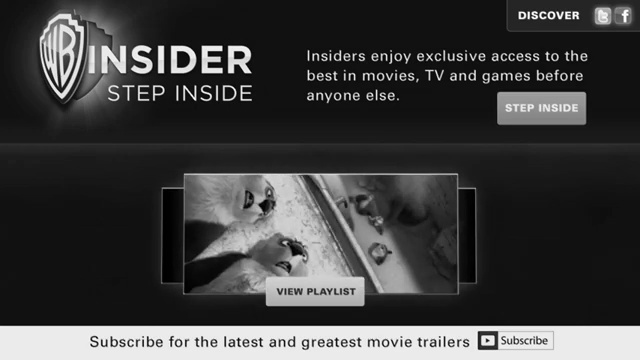 DISCOVER
WB INSIDER
STEP INSIDE
Insiders enjoy exclusive access to the
best in movies, TV and games before
anyone else.
STEP INSIDE
VIEW PLAYLIST
Subscribe for the latest and greatest movie trailers Subscribe